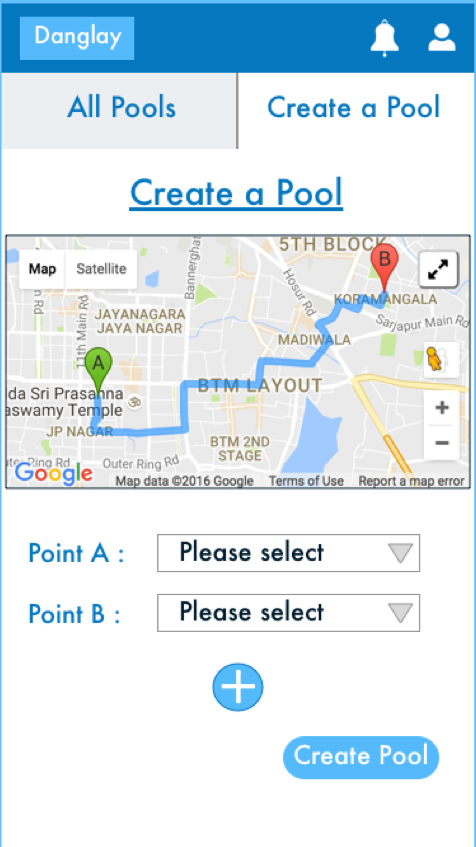 Danglay
All Pools
Create a Pool
Create a Pool
Map
Satellite
5TH BLOCK
B
Bannerghat
Hosur Rd
KORAMANGALA
Sarjapur Main Rd
11th Main Rd
JAYANAGARA
JAYA NAGAR
MADIWALA
A
da Sri Prasanna
aswamy Temple
BTM LAYOUT
JP NAGAR
BTM 2ND
STAGE
Outer Ring Rd
Google
Map data ©2016 Google
Terms of Use
Report a map error
Point A :
Please select
Point B :
Please select
Create Pool